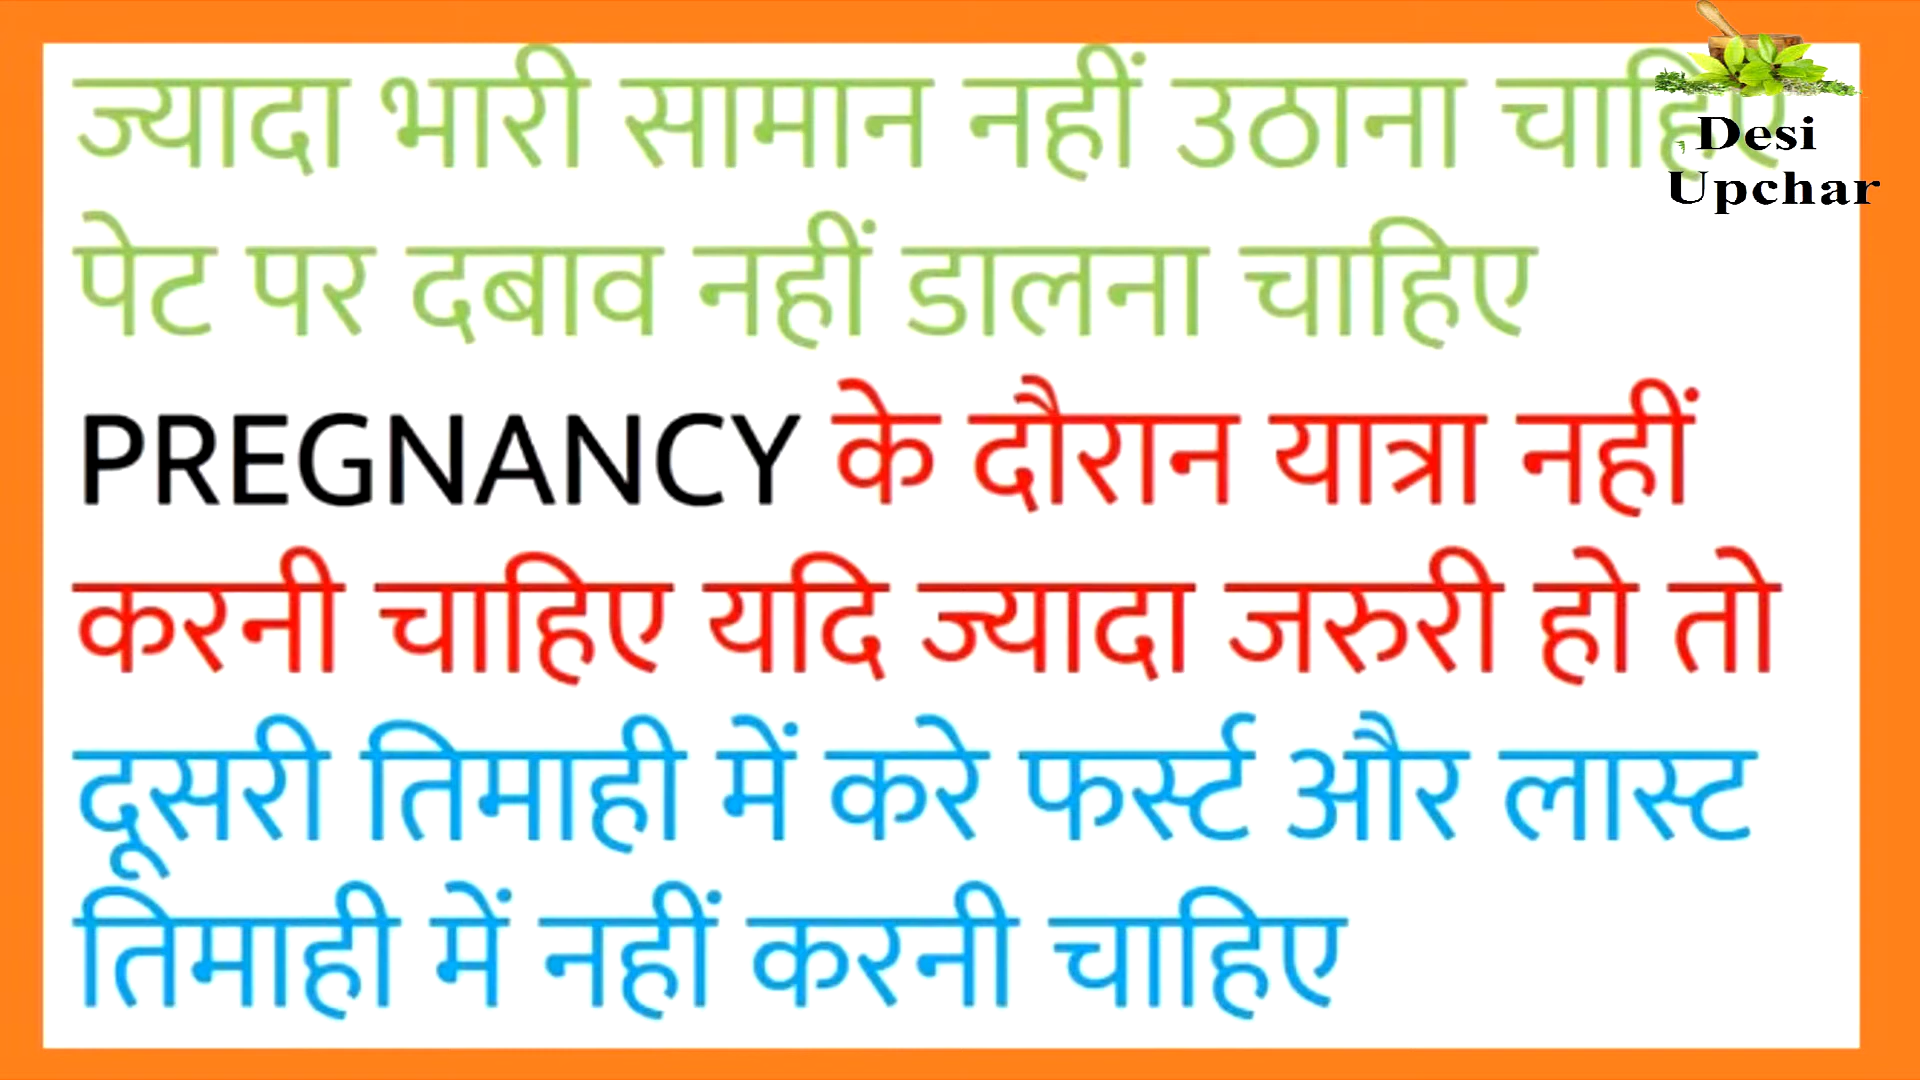 ज्यादा भारी सामान नहीं उठाना चाहिए
पेट पर दबाव नहीं डालना चाहिए
PREGNANCY के दौरान यात्रा नहीं
करनी चाहिए यदि ज्यादा जरुरी हो तो
दूसरी तिमाही में करे फर्स्ट और लास्ट
तिमाही में नहीं करनी चाहिए
Desi
Upchar